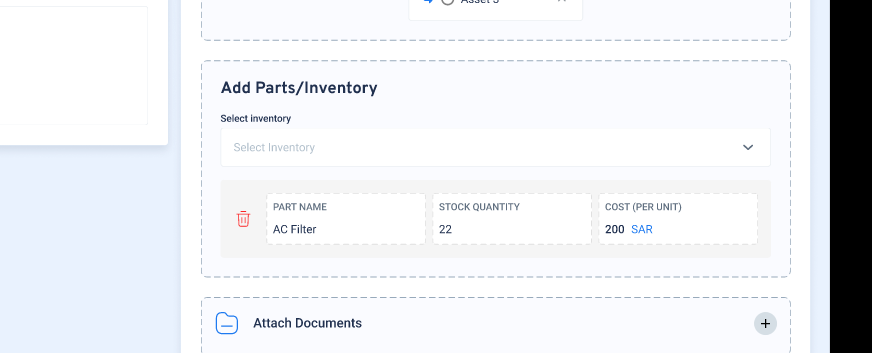 Asset 3
Add Parts/Inventory
Select inventory
Select Inventory
PART NAME
STOCK QUANTITY
COST (PER UNIT)
AC Filter
22
200 SAR
Attach Documents